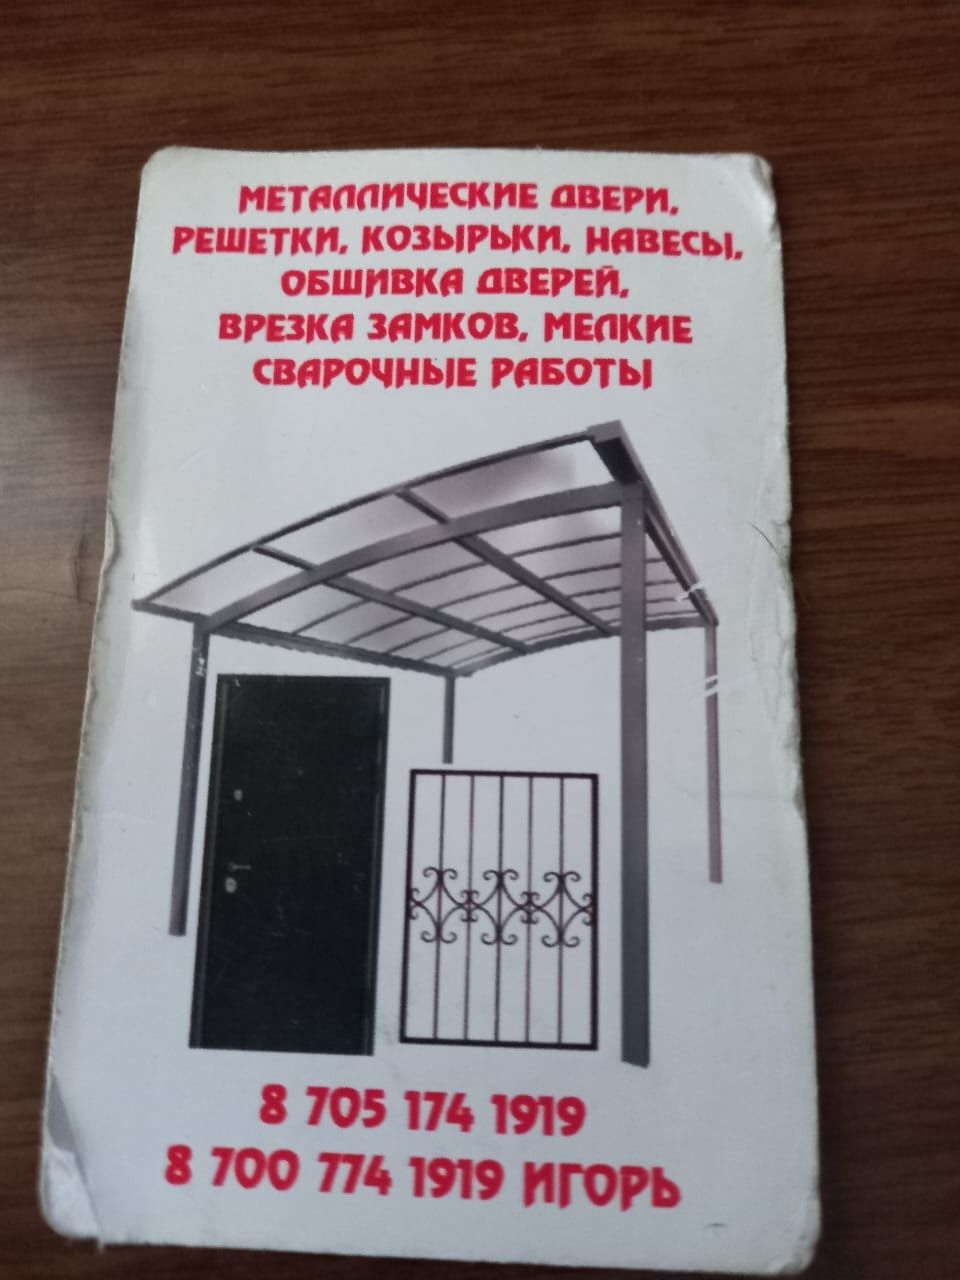 МЕТАЛЛИЧЕСКИЕ ДВЕРИ,
РЕШЕТКИ, КОЗЫРЬКИ, НАВЕСЫ,
ОБШИВКА ДВЕРЕЙ,
ВРЕЗКА ЗАМКОВ, МЕЛКИЕ
СВАРОЧНЫЕ РАБОТЫ
8 705 174 1919
8 700 774 1919 ИГОРЬ